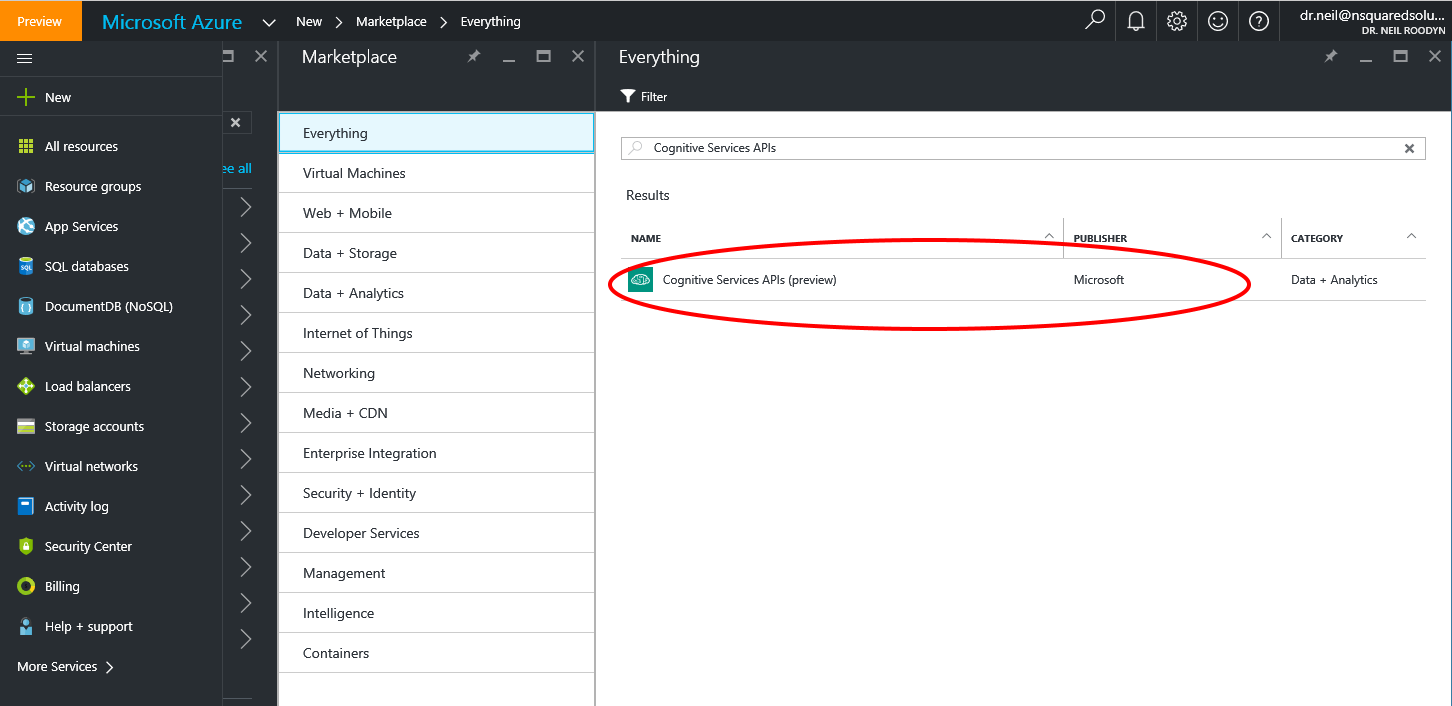 Preview
Microsoft Azure
New
Marketplace
Everything
dr.neil@nsquaredsolu...
DR. NEIL ROODYN
New
All resources
Resource groups
App Services
SQL databases
DocumentDB (NoSQL)
Virtual machines
Load balancers
Storage accounts
Virtual networks
Activity log
Security Center
Billing
Help + support
More Services
ee all
Marketplace
Everything
Virtual Machines
Web + Mobile
Data + Storage
Data + Analytics
Internet of Things
Networking
Media + CDN
Enterprise Integration
Security + Identity
Developer Services
Management
Intelligence
Containers
Everything
Filter
Cognitive Services APIs
Results
NAME PUBLISHER CATEGORY
Cognitive Services APIs (preview) Microsoft Data + Analytics